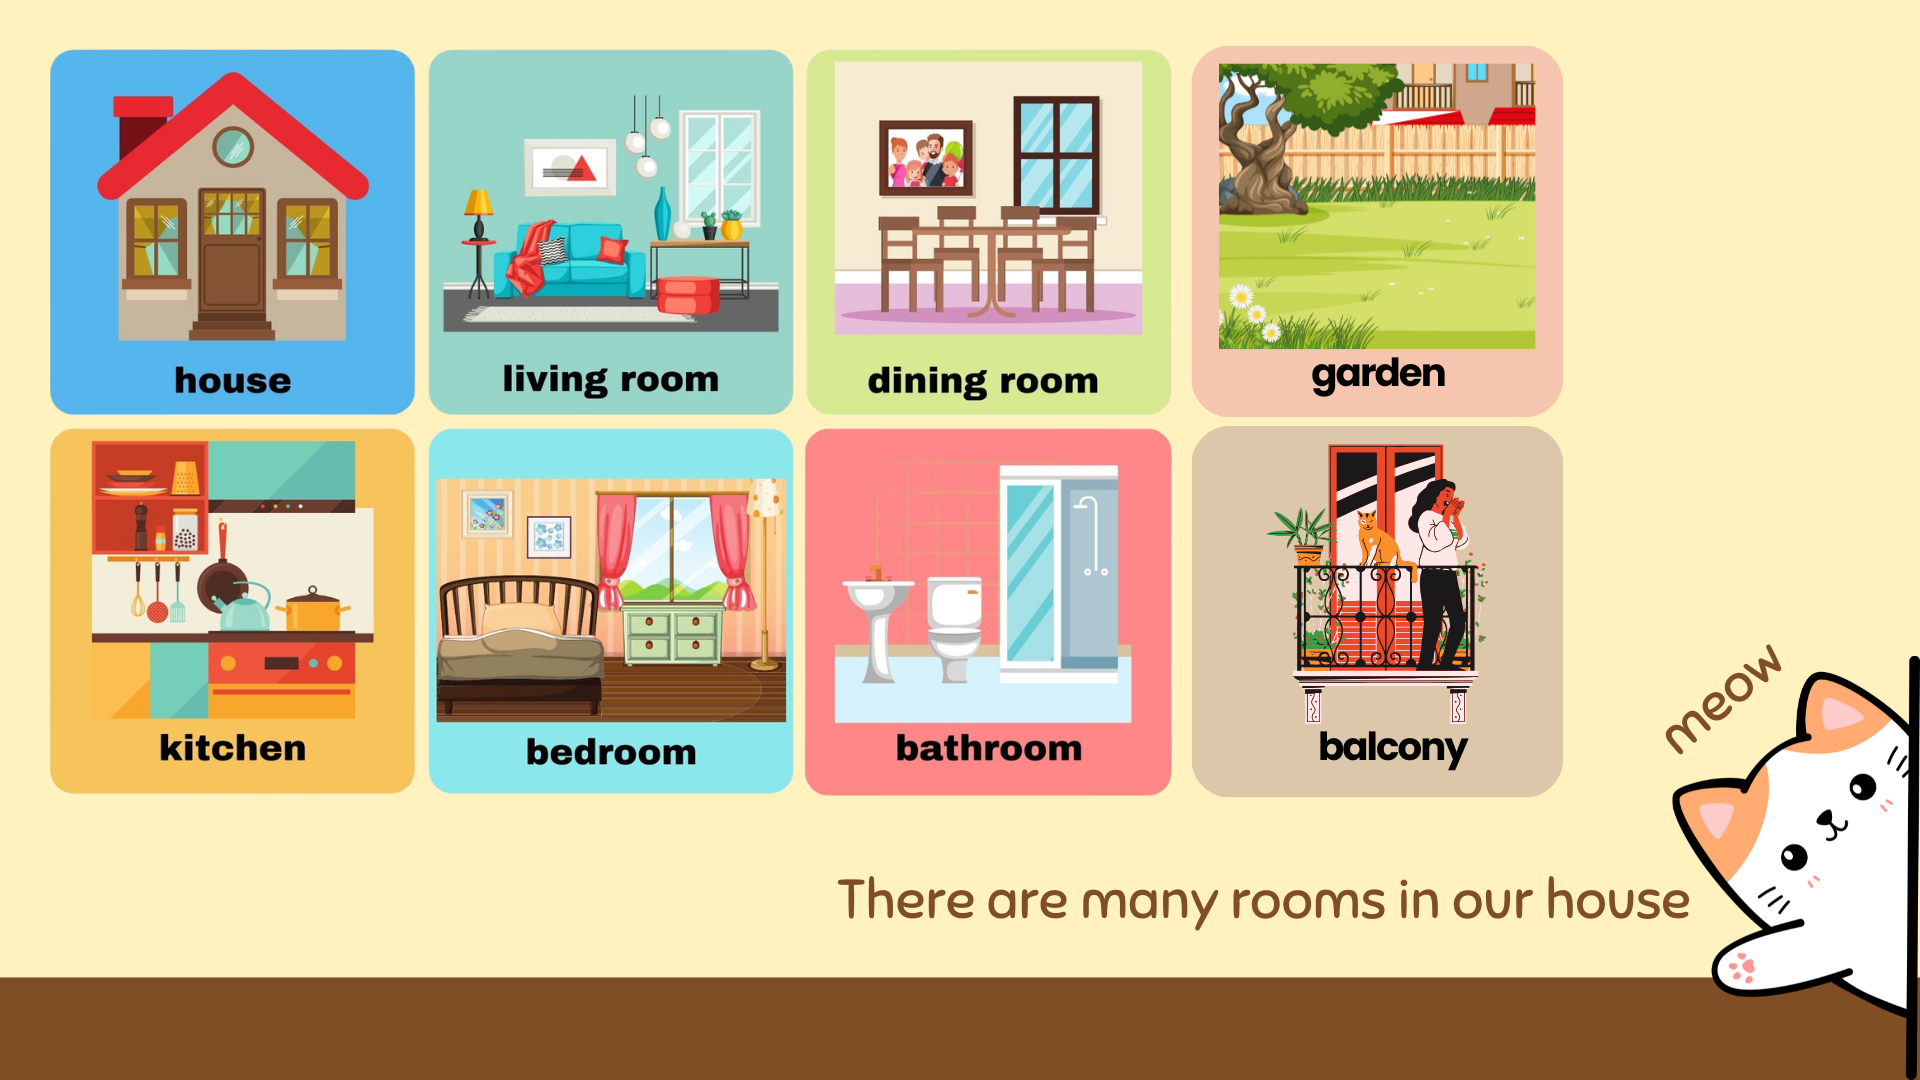 house
living room
dining room
garden
kitchen
bedroom
bathroom
balcony
meow
There are many rooms in our house